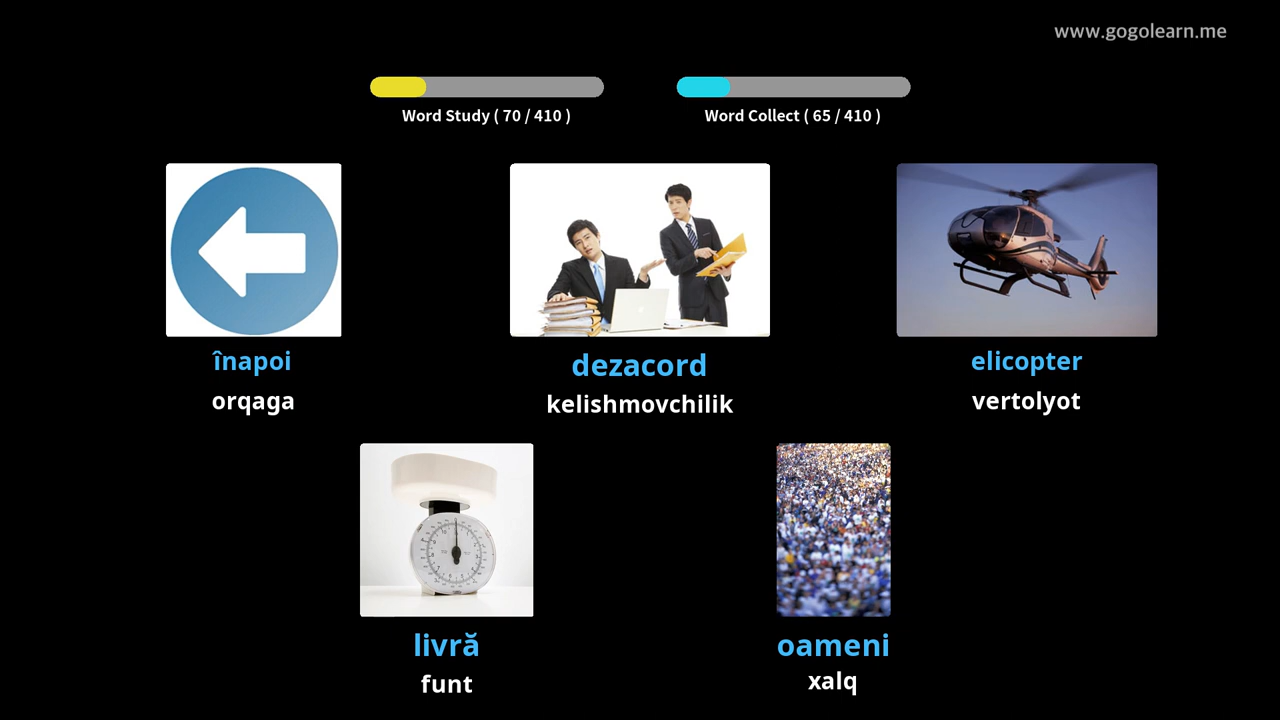 www.gogolearn.me
Word Study ( 70 / 410 )
Word Collect ( 65 / 410 )
înapoi
orqaga
dezacord
kelishmovchilik
elicopter
vertolyot
livră
funt
oameni
xalq